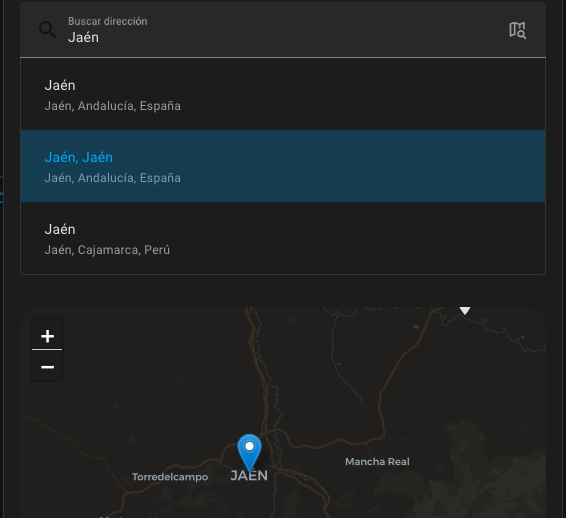 Buscar dirección
Jaén
Jaén
Jaén, Andalucía, España
Jaén, Jaén
Jaén, Andalucía, España
Jaén
Jaén, Cajamarca, Perú
+
−
Mancha Real
Torredelcampo
JAÉN